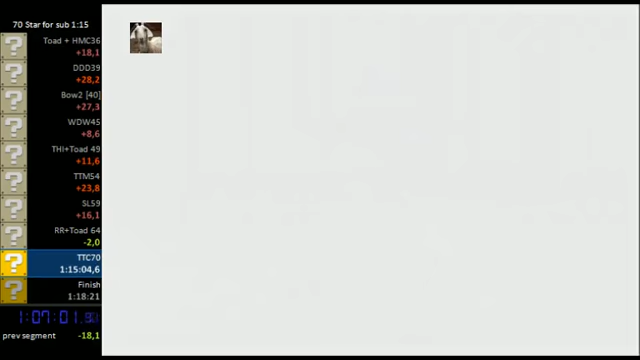 70 Star for sub 1:15
Toad + HMC36
+18,1
DDD39
+28,2
Bow2 [40]
+27,3
WDW45
+8,6
THI+Toad 49
+11,6
TTM54
+23,8
SL59
+16,1
RR+Toad 64
-2,0
TTC70
1:15:04,6
Finish
1:18:21
prev segment -18,1